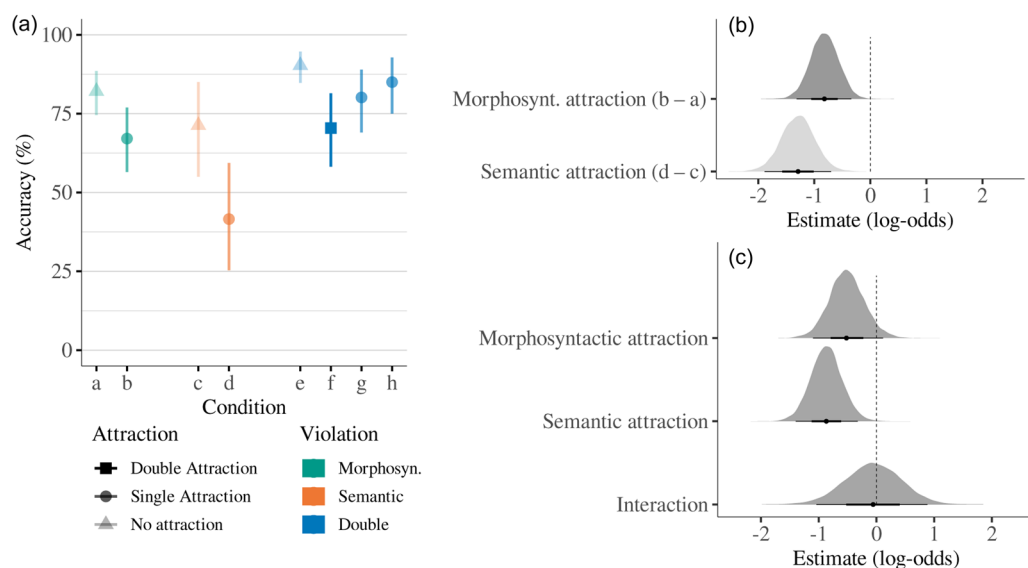 (a)
100
75
50
25
0
Accuracy (%)
a b c d e f g h
Condition
Attraction
Double Attraction
Single Attraction
No attraction
Violation
Morphosyn.
Semantic
Double
(b)
Morphosynt. attraction (b – a)
Semantic attraction (d – c)
-2 -1 0 1 2
Estimate (log-odds)
(c)
Morphosyntactic attraction
Semantic attraction
Interaction
-2 -1 0 1 2
Estimate (log-odds)